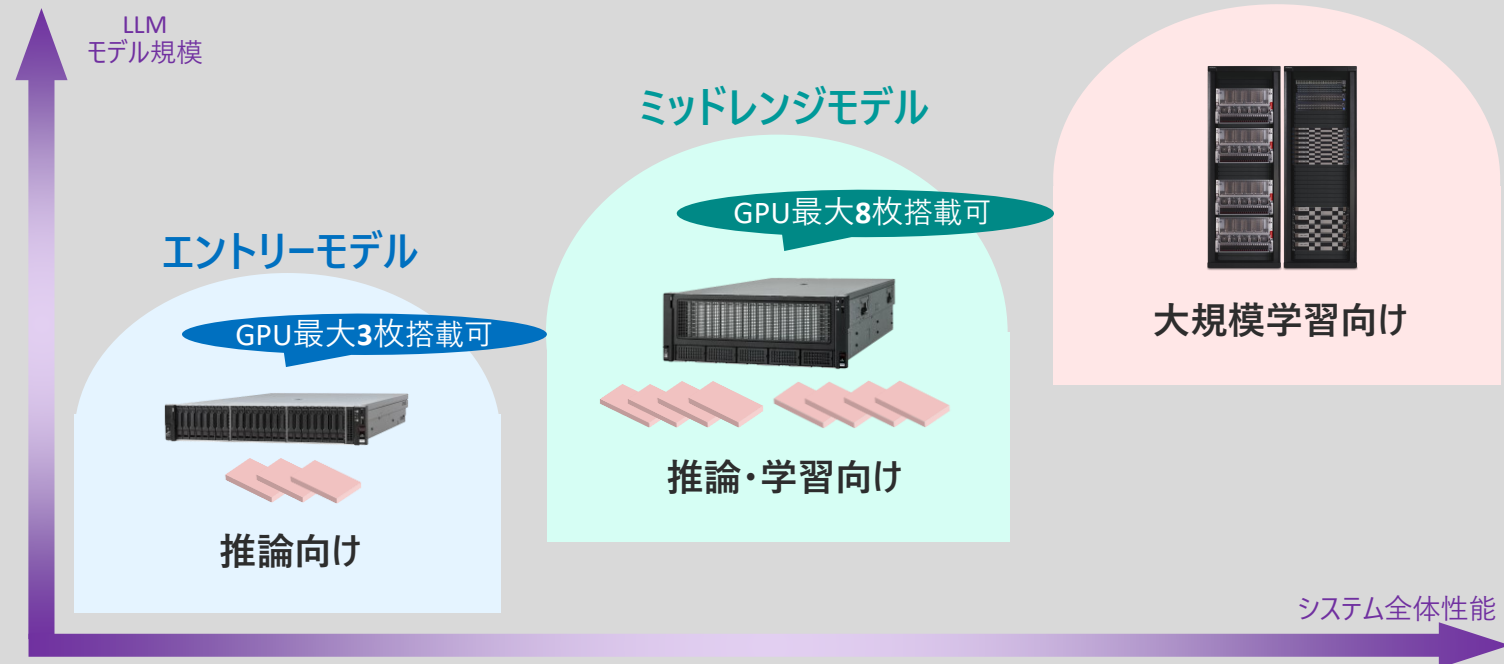 LLM
モデル規模
ミッドレンジモデル
GPU最大8枚搭載可
エントリーモデル
GPU最大3枚搭載可
大規模学習向け
推論・学習向け
推論向け
システム全体性能